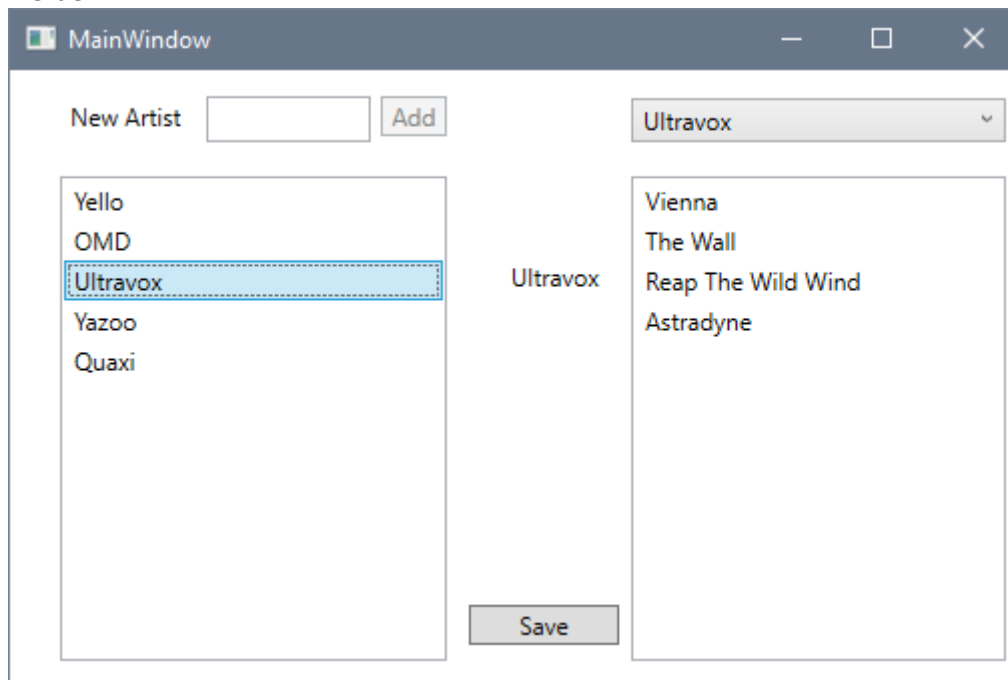 MainWindow
New Artist
Add
Ultravox
Yello
OMD
Ultravox
Yazoo
Quaxi
Ultravox
Save
Vienna
The Wall
Reap The Wild Wind
Astradyne